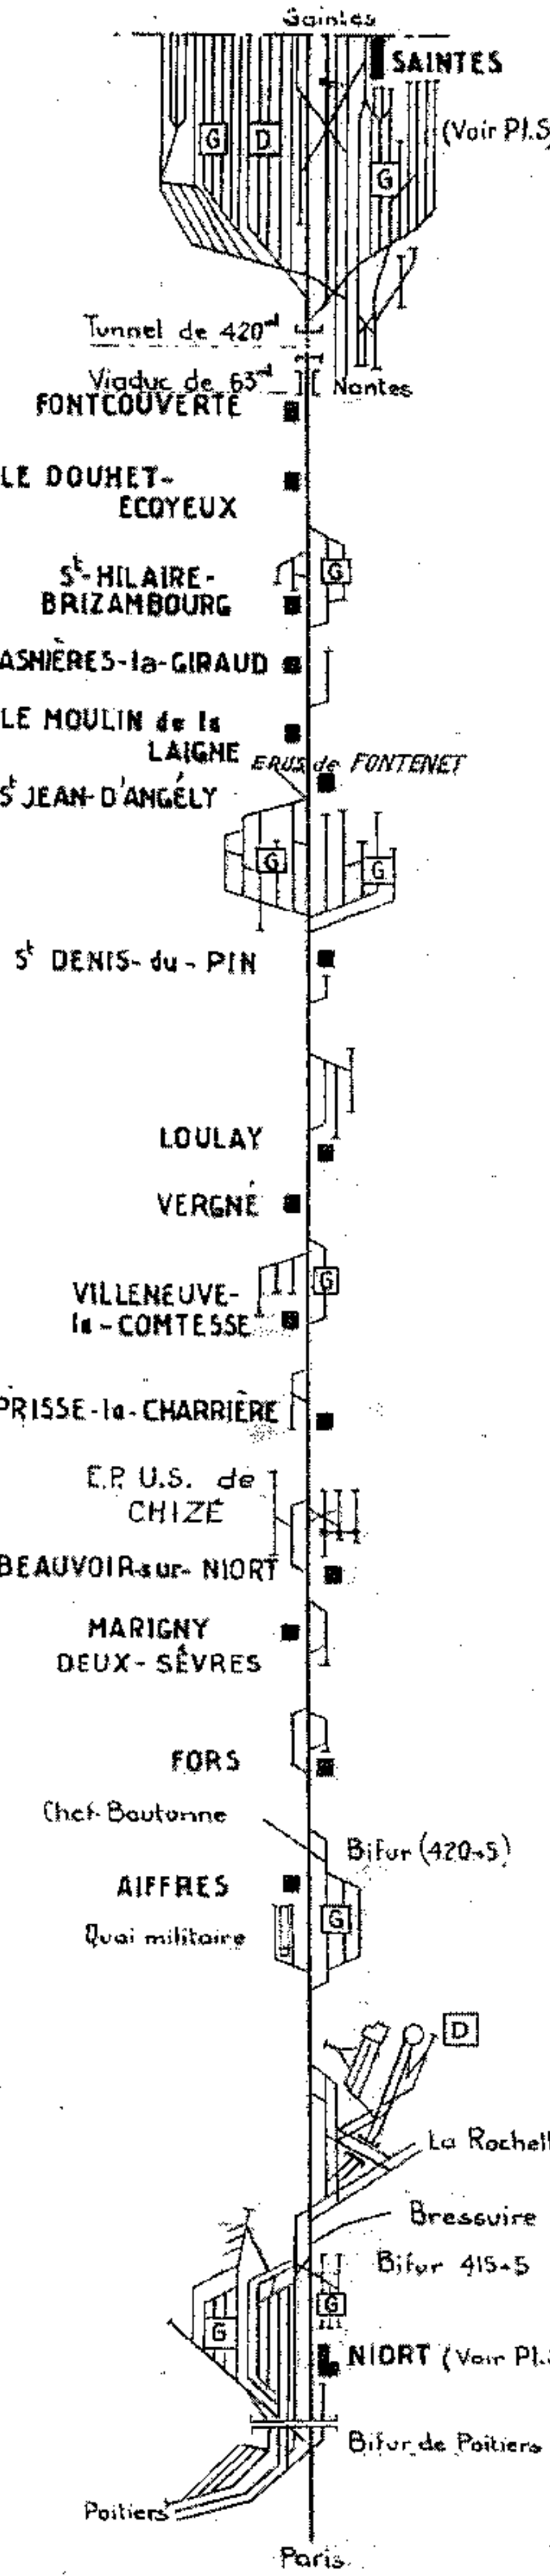 Saintes
SAINTES
G D
(Voir Pl.S
G
Tunnel de 420ᵐ
Viaduc de 63ᵐ
Nantes
FONTCOUVERTE
LE DOUHET-
ECOYEUX
Sᵗ-HILAIRE-
G
BRIZAMBOURG
ASNIÈRES-la-GIRAUD
LE MOULIN de la
LAIGNE
ERUS de FONTENET
Sᵗ JEAN-D'ANGÉLY
G
G
Sᵗ DENIS-du-PIN
LOULAY
VERGNÉ
G
VILLENEUVE-
la-COMTESSE
PRISSE-la-CHARRIÈRE
E.P. U.S. de
CHIZÉ
BEAUVOIR-sur-NIORT
MARIGNY
DEUX-SÈVRES
FORS
Chef-Boutonne
Bifur (420+5)
AIFFRES
G
Quai militaire
D
La Rochell
Bressuire
Bifur 415+5
G
G
NIORT (Voir Pl.S
Bifur de Poitiers
Poitiers
Paris